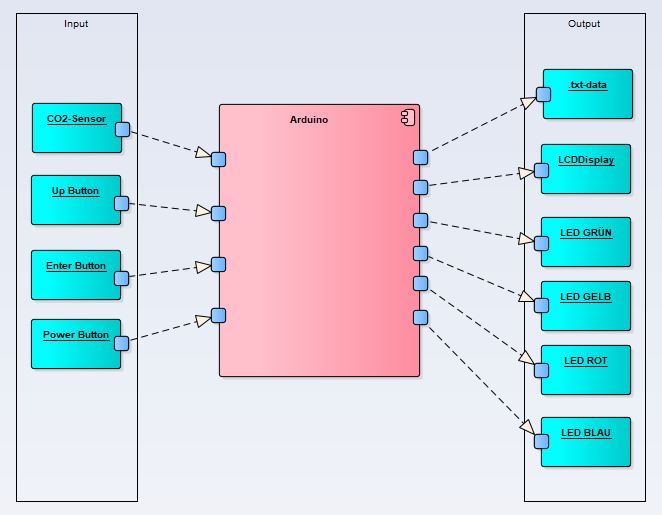 Input
CO2-Sensor
Up Button
Enter Button
Power Button
Arduino
Output
.txt-data
LCDDisplay
LED GRÜN
LED GELB
LED ROT
LED BLAU